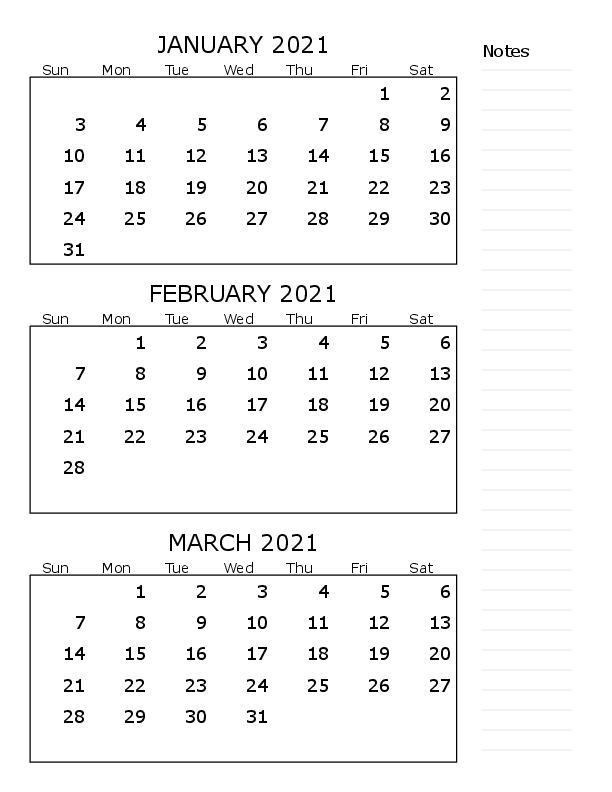 JANUARY 2021
Notes
Sun Mon Tue Wed Thu Fri Sat
1 2
3 4 5 6 7 8 9
10 11 12 13 14 15 16
17 18 19 20 21 22 23
24 25 26 27 28 29 30
31
FEBRUARY 2021
Sun Mon Tue Wed Thu Fri Sat
1 2 3 4 5 6
7 8 9 10 11 12 13
14 15 16 17 18 19 20
21 22 23 24 25 26 27
28
MARCH 2021
Sun Mon Tue Wed Thu Fri Sat
1 2 3 4 5 6
7 8 9 10 11 12 13
14 15 16 17 18 19 20
21 22 23 24 25 26 27
28 29 30 31